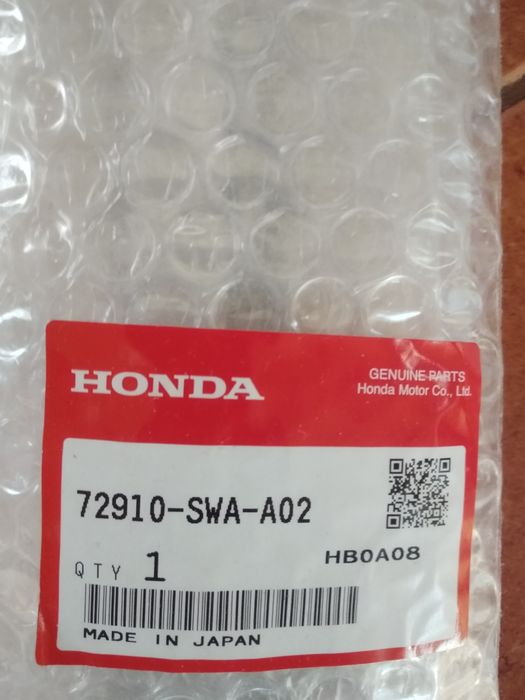 HONDA
GENUINE PARTS
Honda Motor Co., Ltd.
72910-SWA-A02
HB0A08
QTY 1
MADE IN JAPAN